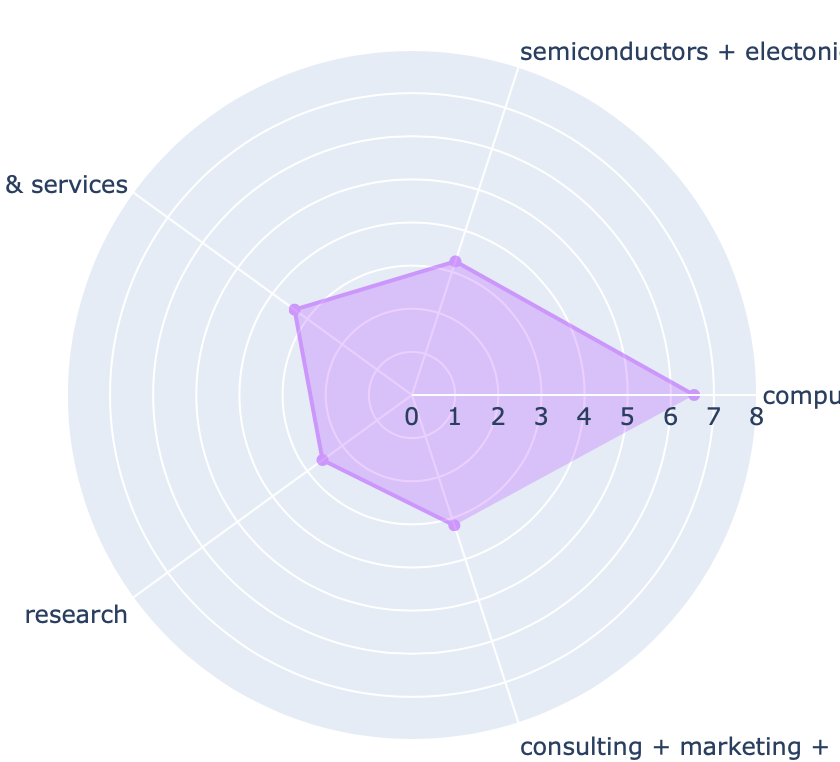 semiconductors + electoni
& services
compu
0 1 2 3 4 5 6 7 8
research
consulting + marketing +